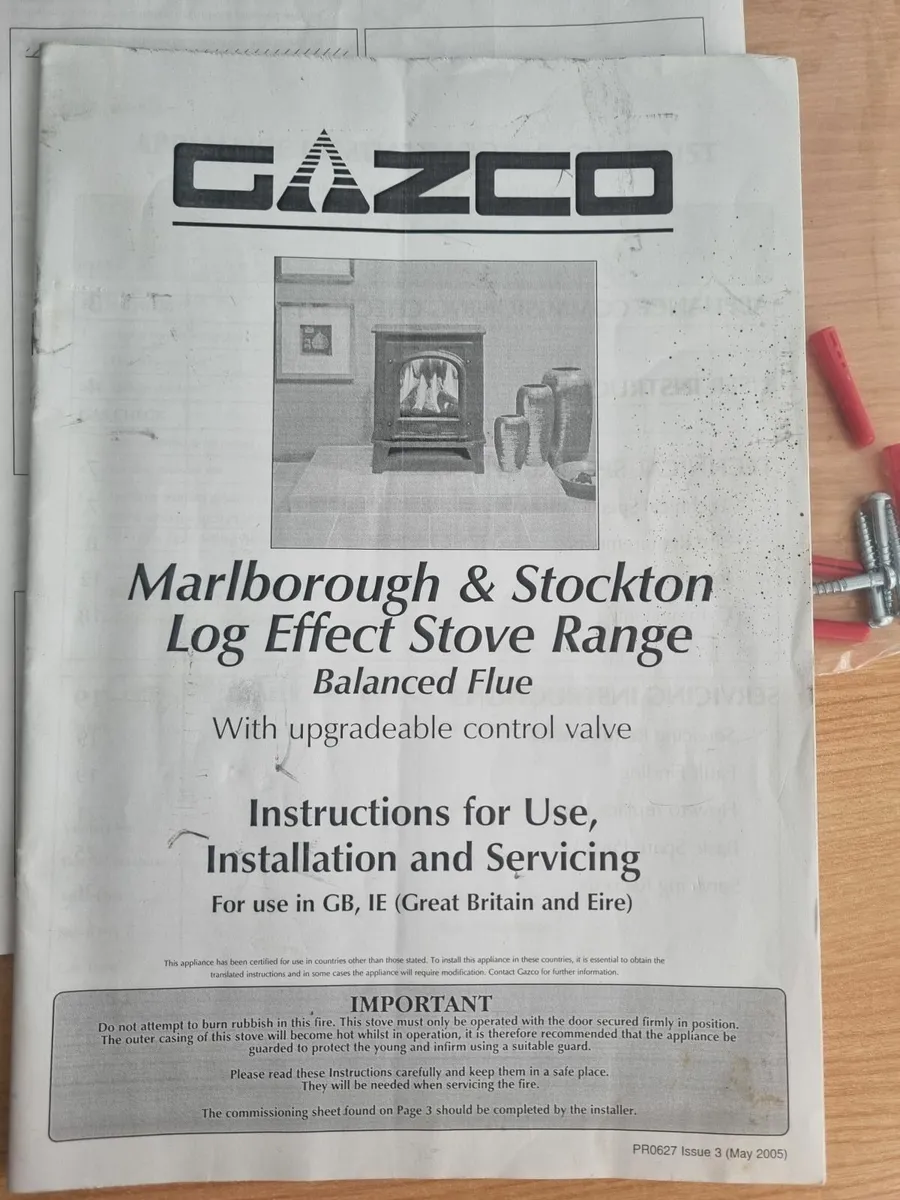 GAZCO
Marlborough & Stockton
Log Effect Stove Range
Balanced Flue
With upgradeable control valve
Instructions for Use,
Installation and Servicing
For use in GB, IE (Great Britain and Eire)
This appliance has been certified for use in countries other than those stated. To install this appliance in these countries, it is essential to obtain the
translated instructions and in some cases the appliance will require modification. Contact Gazco for further information.
IMPORTANT
Do not attempt to burn rubbish in this fire. This stove must only be operated with the door secured firmly in position.
The outer casing of this stove will become hot whilst in operation, it is therefore recommended that the appliance be
guarded to protect the young and infirm using a suitable guard.
Please read these Instructions carefully and keep them in a safe place.
They will be needed when servicing the fire.
The commissioning sheet found on Page 3 should be completed by the installer.
PR0627 Issue 3 (May 2005)